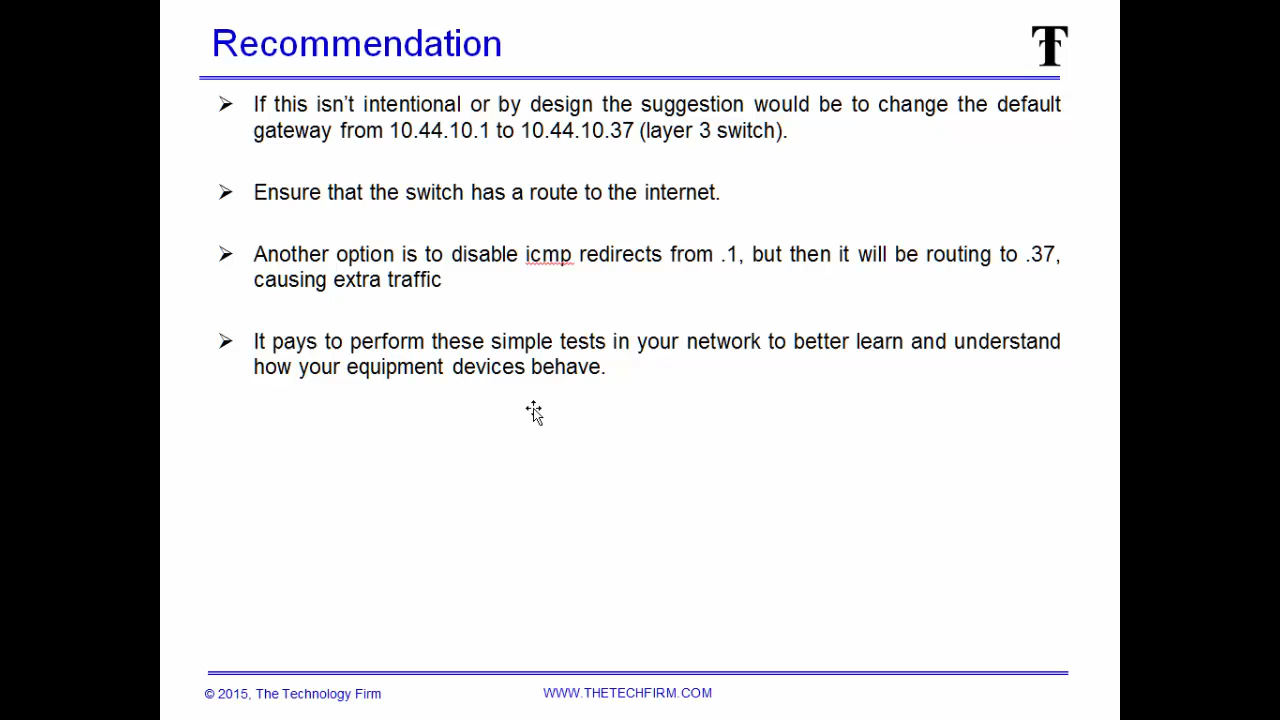 Recommendation
➢ If this isn't intentional or by design the suggestion would be to change the default
gateway from 10.44.10.1 to 10.44.10.37 (layer 3 switch).
➢ Ensure that the switch has a route to the internet.
➢ Another option is to disable icmp redirects from .1, but then it will be routing to .37,
causing extra traffic
➢ It pays to perform these simple tests in your network to better learn and understand
how your equipment devices behave.
© 2015, The Technology Firm
WWW.THETECHFIRM.COM